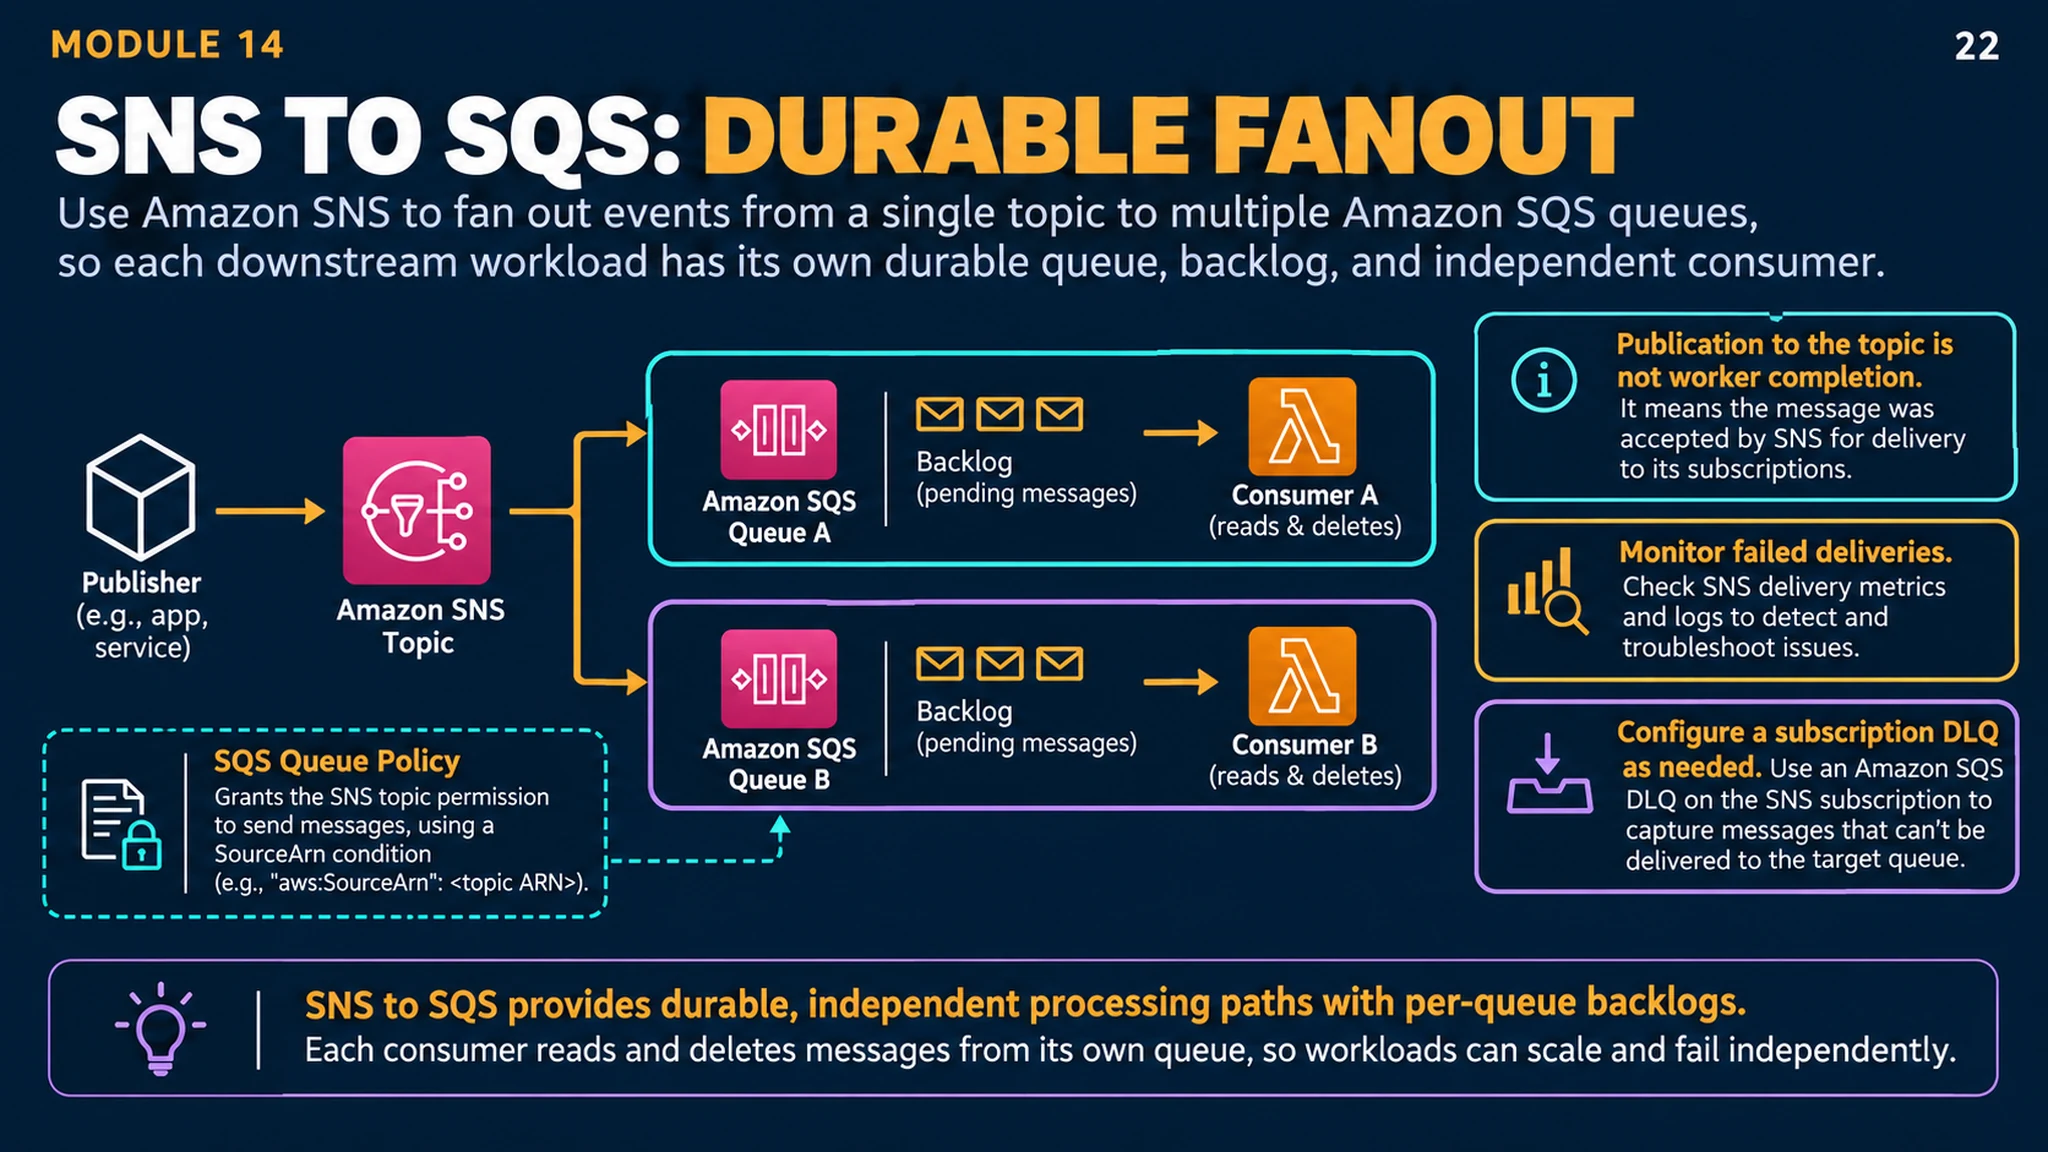 MODULE 14
22
SNS TO SQS: DURABLE FANOUT
Use Amazon SNS to fan out events from a single topic to multiple Amazon SQS queues,
so each downstream workload has its own durable queue, backlog, and independent consumer.
Publisher
(e.g., app,
service)
Amazon SNS
Topic
Amazon SQS
Queue A
Backlog
(pending messages)
Consumer A
(reads & deletes)
Amazon SQS
Queue B
Backlog
(pending messages)
Consumer B
(reads & deletes)
SQS Queue Policy
Grants the SNS topic permission
to send messages, using a
SourceArn condition
(e.g., "aws:SourceArn": <topic ARN>).
Publication to the topic is
not worker completion.
It means the message was
accepted by SNS for delivery
to its subscriptions.
Monitor failed deliveries.
Check SNS delivery metrics
and logs to detect and
troubleshoot issues.
Configure a subscription DLQ
as needed. Use an Amazon SQS
DLQ on the SNS subscription to
capture messages that can't be
delivered to the target queue.
SNS to SQS provides durable, independent processing paths with per-queue backlogs.
Each consumer reads and deletes messages from its own queue, so workloads can scale and fail independently.